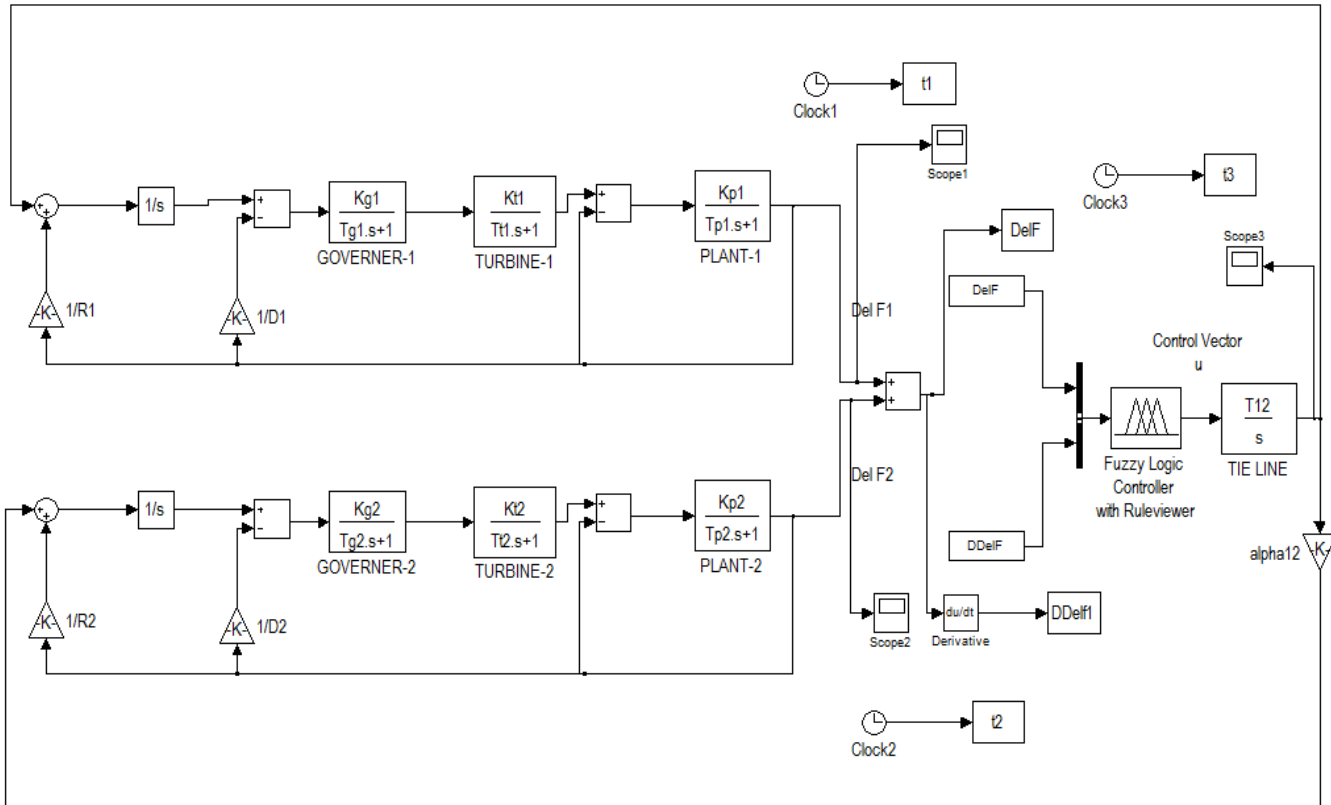 Clock1
t1
Scope1
Clock3
t3
Scope3
+
+
1/s
+
−
Kg1
Tg1.s+1
GOVERNER-1
Kt1
Tt1.s+1
TURBINE-1
+
−
Kp1
Tp1.s+1
PLANT-1
-K-
1/R1
-K-
1/D1
Del F1
DelF
DelF
Control Vector
u
+
+
Fuzzy Logic
Controller
with Ruleviewer
T12
s
TIE LINE
Del F2
DDelF
-K-
alpha12
+
+
1/s
+
−
Kg2
Tg2.s+1
GOVERNER-2
Kt2
Tt2.s+1
TURBINE-2
+
−
Kp2
Tp2.s+1
PLANT-2
-K-
1/R2
-K-
1/D2
Scope2
du/dt
Derivative
DDelf1
Clock2
t2